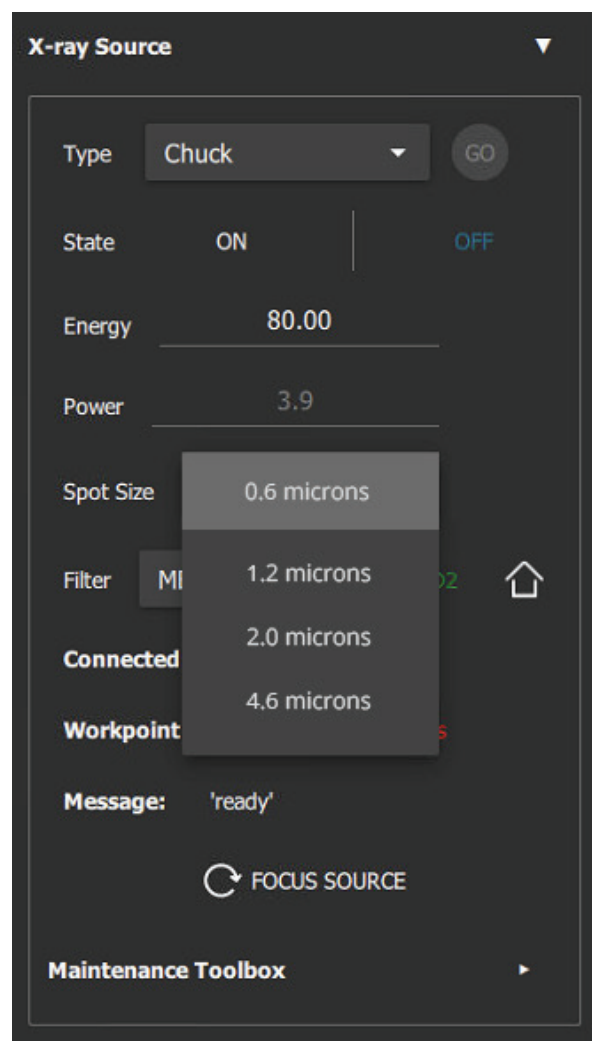 X-ray Source
Type Chuck GO
State ON OFF
Energy 80.00
Power 3.9
Spot Size 0.6 microns
1.2 microns
Filter
2.0 microns
Connected
4.6 microns
Workpoint
Message: 'ready'
FOCUS SOURCE
Maintenance Toolbox